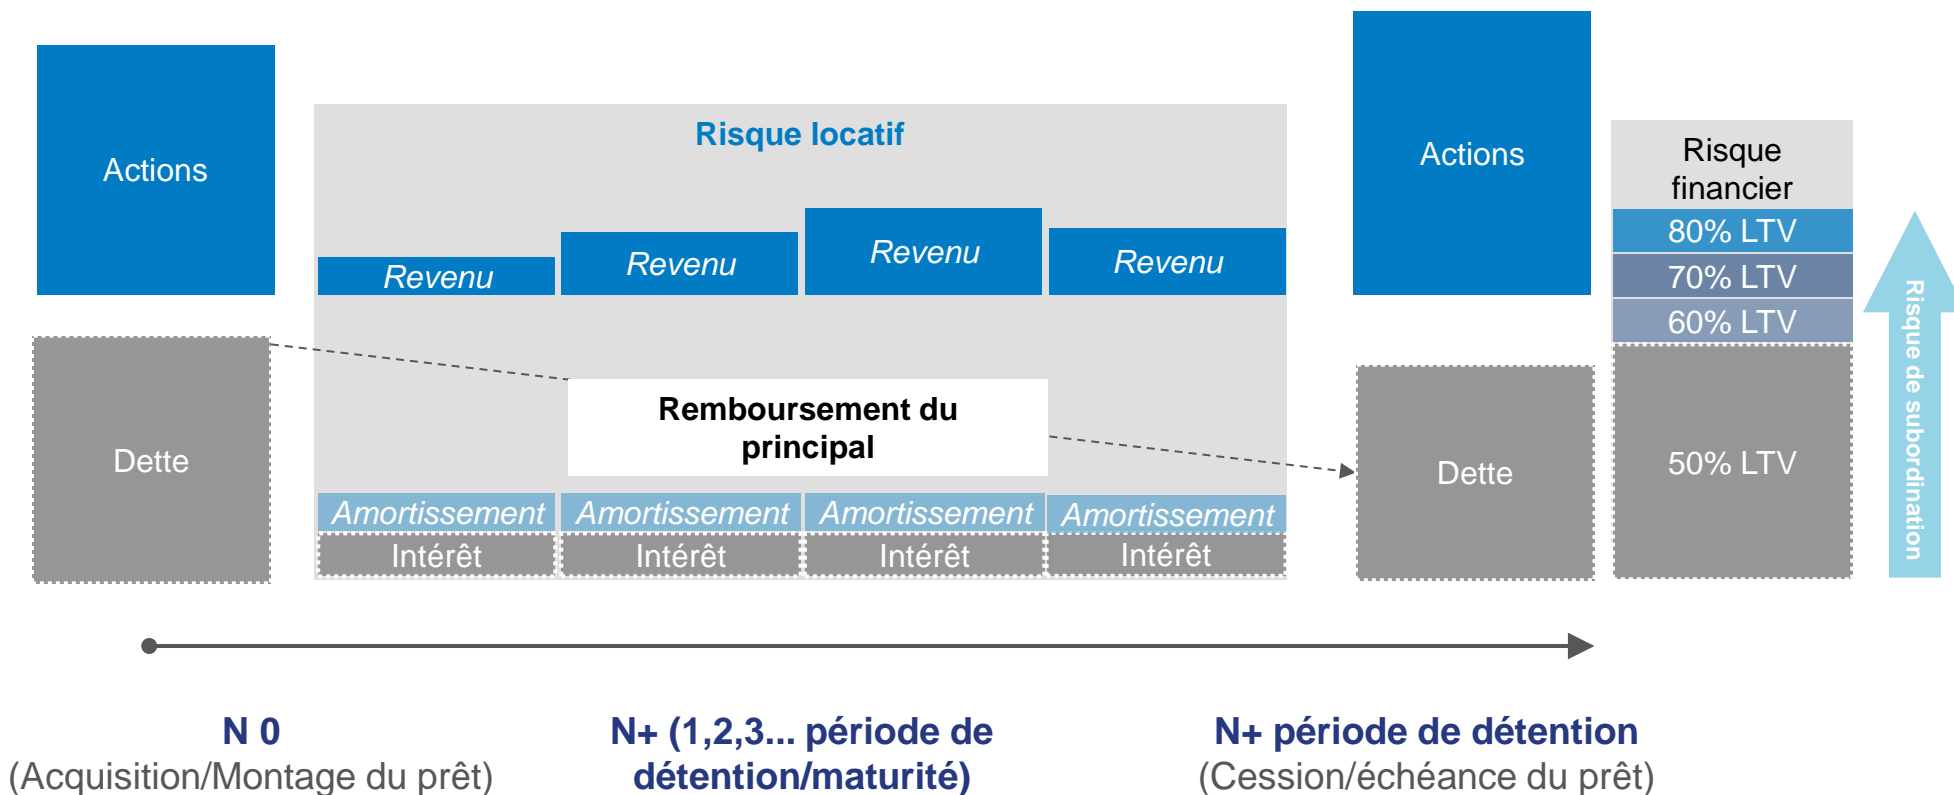 Actions
Risque locatif
Revenu
Revenu
Revenu
Revenu
Dette
Remboursement du
principal
Amortissement
Amortissement
Amortissement
Amortissement
Intérêt
Intérêt
Intérêt
Intérêt
Actions
Dette
Risque
financier
80% LTV
70% LTV
60% LTV
50% LTV
Risque de subordination
N 0
(Acquisition/Montage du prêt)
N+ (1,2,3... période de
détention/maturité)
N+ période de détention
(Cession/échéance du prêt)